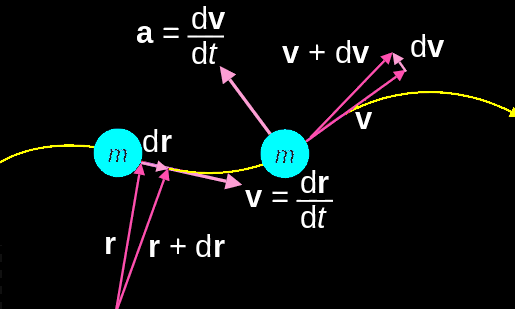 a = dv/dt
v + dv
dv
v
m
dr
m
v = dr/dt
r
r + dr